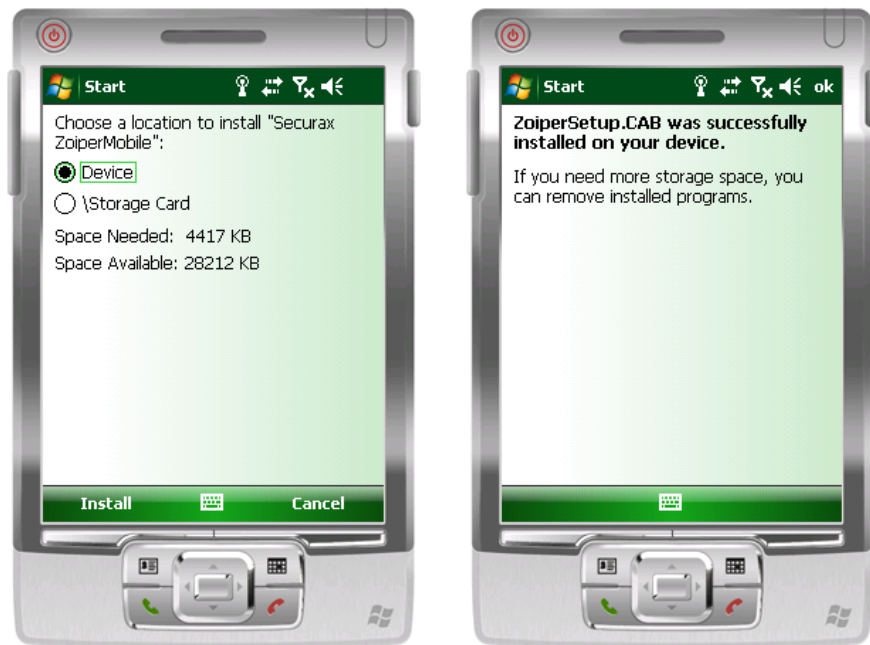 Start
Choose a location to install "Securax
ZoiperMobile":
Device
\Storage Card
Space Needed: 4417 KB
Space Available: 28212 KB
Install
Cancel
Start
ok
ZoiperSetup.CAB was successfully
installed on your device.
If you need more storage space, you
can remove installed programs.